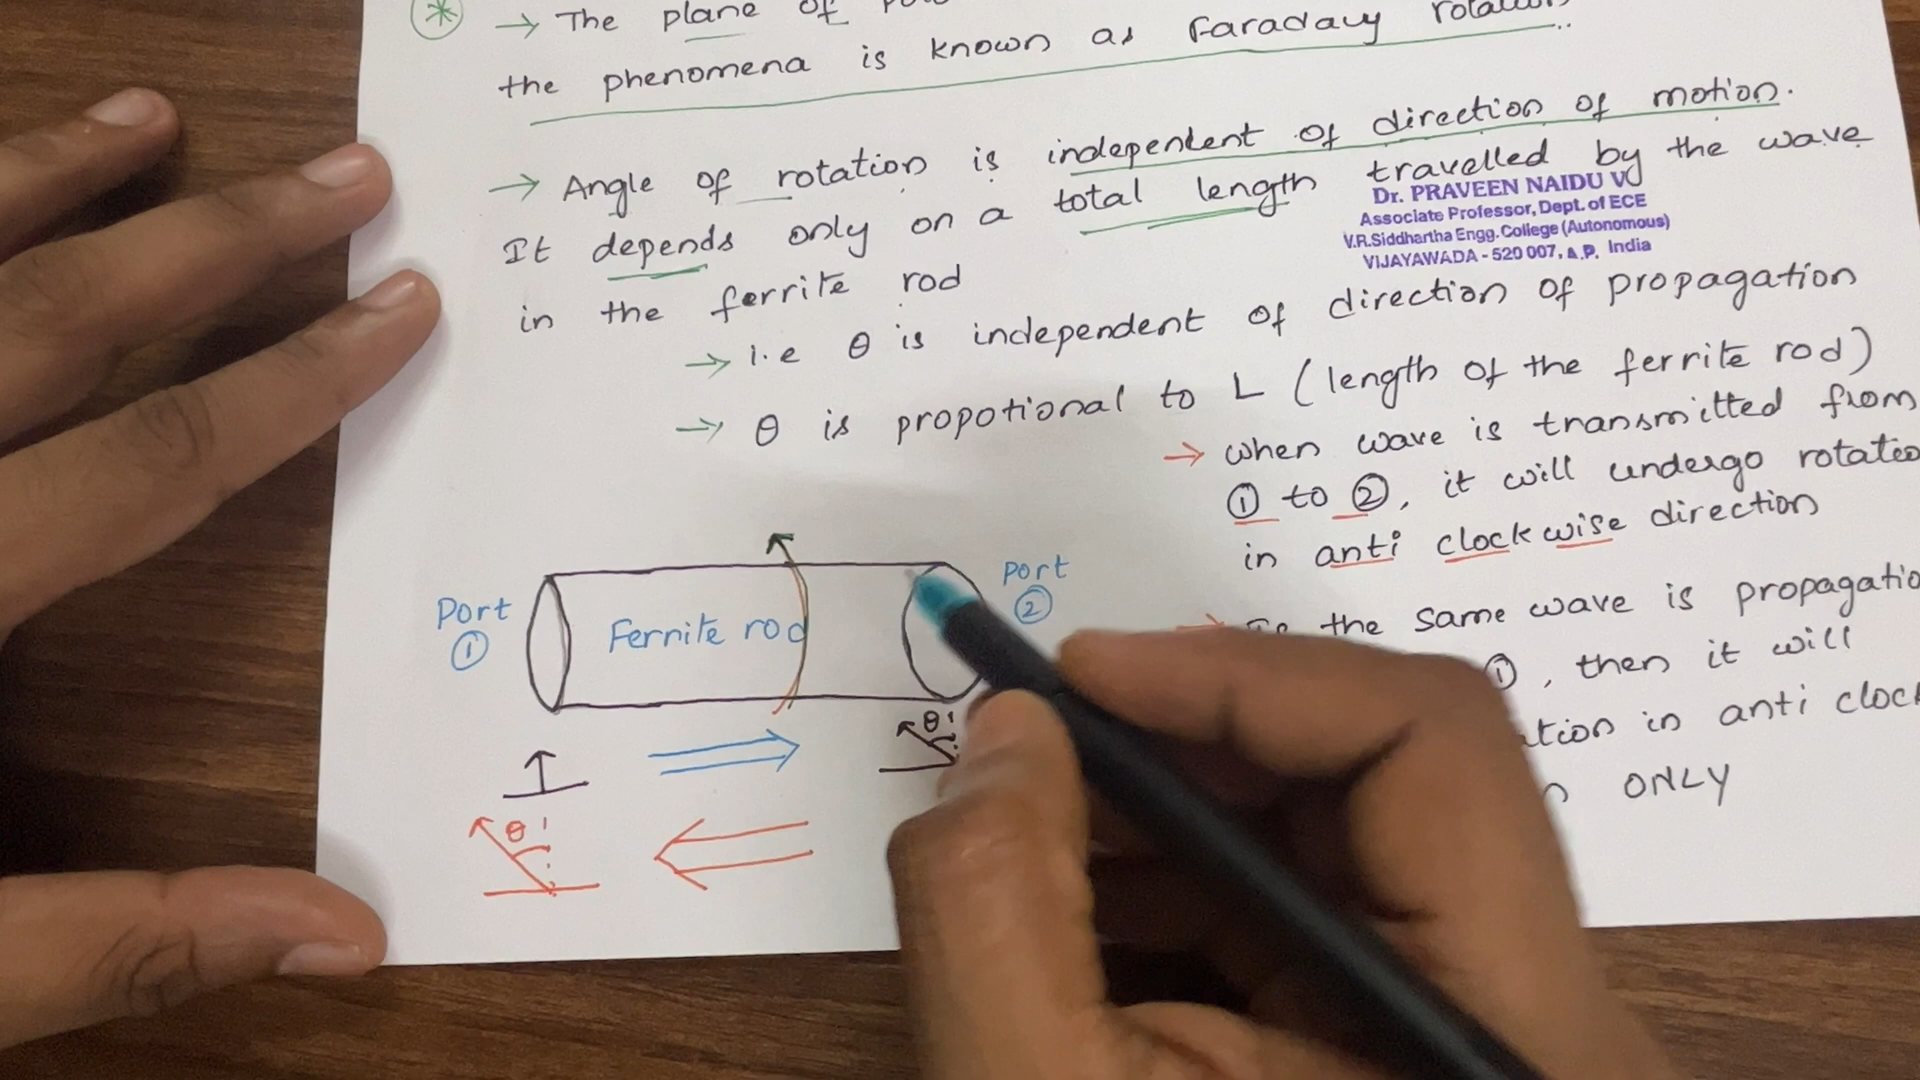 → The plane of
the phenomena is known as Faraday
→ Angle of rotation is independent of direction of motion.
It depends only on a total length travelled by the wave
in the ferrite rod
Dr. PRAVEEN NAIDU V
Associate Professor, Dept. of ECE
V.R.Siddhartha Engg. College (Autonomous)
VIJAYAWADA - 520 007, A.P. India
→ i.e θ is independent of direction of propagation
→ θ is propotional to L (length of the ferrite rod)
→ when wave is transmitted from
① to ②, it will undergo
in anti clockwise direction
the same wave is
①, then it will
in anti
ONLY
Port
①
Ferrite rod
Port
②
θ
θ